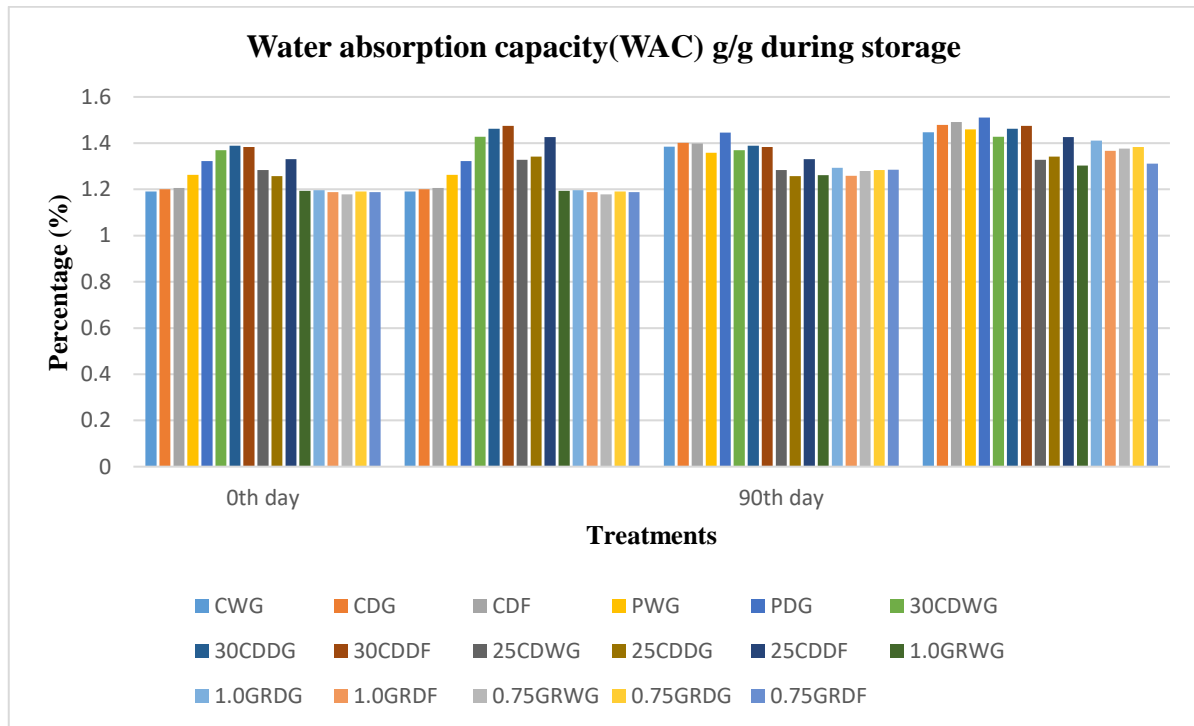 Water absorption capacity(WAC) g/g during storage
Percentage (%)
1.6
1.4
1.2
1
0.8
0.6
0.4
0.2
0
0th day 90th day
Treatments
CWG CDG CDF PWG PDG 30CDWG
30CDDG 30CDDF 25CDWG 25CDDG 25CDDF 1.0GRWG
1.0GRDG 1.0GRDF 0.75GRWG 0.75GRDG 0.75GRDF